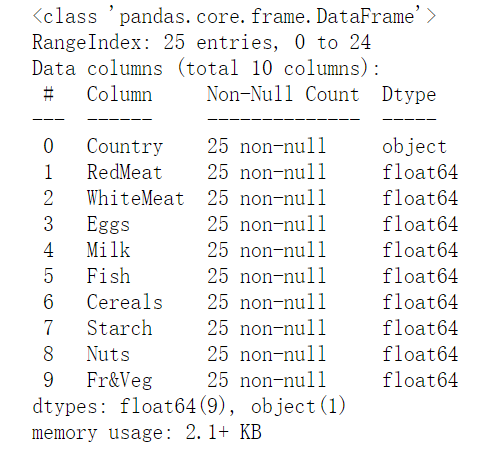 <class 'pandas.core.frame.DataFrame'>
RangeIndex: 25 entries, 0 to 24
Data columns (total 10 columns):
 #   Column     Non-Null Count  Dtype
---  ------     --------------  -----
 0   Country    25 non-null     object
 1   RedMeat    25 non-null     float64
 2   WhiteMeat  25 non-null     float64
 3   Eggs       25 non-null     float64
 4   Milk       25 non-null     float64
 5   Fish       25 non-null     float64
 6   Cereals    25 non-null     float64
 7   Starch     25 non-null     float64
 8   Nuts       25 non-null     float64
 9   Fr&Veg     25 non-null     float64
dtypes: float64(9), object(1)
memory usage: 2.1+ KB